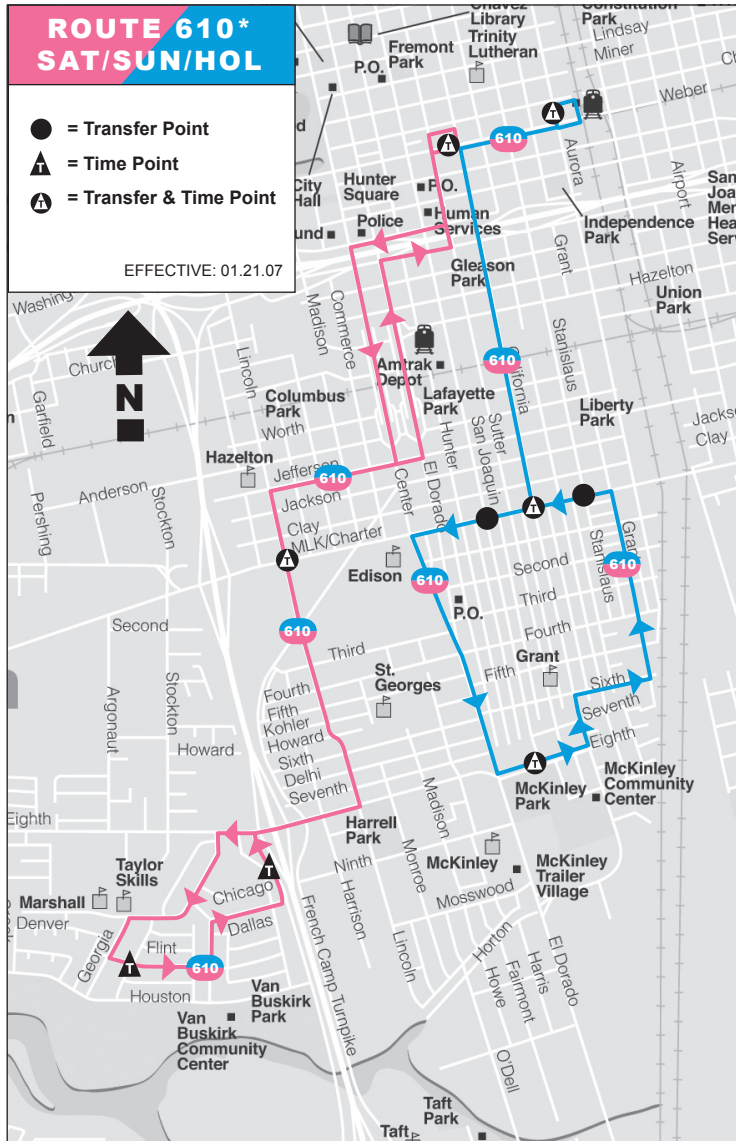 ROUTE 610*
SAT/SUN/HOL
= Transfer Point
T
= Time Point
T
= Transfer & Time Point
EFFECTIVE: 01.21.07
N
Chavez
Library
Trinity
Lutheran
Fremont
Park
P.O.
Constitution
Park
Lindsay
Miner
Weber
Aurora
Airport
City
Hall
Hunter
Square
P.O.
Human
Services
Police
Independence
Park
Gleason
Park
Grant
Hazelton
Union
Park
San
Joa
Mer
Hea
Serv
Washing
Madison
Commerce
Church
Lincoln
Garfield
Columbus
Park
Worth
Amtrak
Depot
Lafayette
Park
California
Stanislaus
Liberty
Park
Hunter
San Joaquin
Sutter
Jackson
Clay
Hazelton
Jefferson
Jackson
Clay
MLK/Charter
Center
El Dorado
Anderson
Stockton
Pershing
Edison
Second
Third
Fourth
Fifth
P.O.
Grant
Stanislaus
Grant
Sixth
Seventh
Eighth
Second
Third
St.
Georges
Argonaut
Stockton
Howard
Fourth
Fifth
Kohler
Howard
Sixth
Delhi
Seventh
McKinley
Park
McKinley
Community
Center
Eighth
Harrell
Park
Madison
Monroe
Ninth
McKinley
McKinley
Trailer
Village
Mosswood
Harrison
Lincoln
Horton
Howe
Fairmont
Harris
El Dorado
O'Dell
Taylor
Skills
Marshall
Denver
Chicago
Dallas
Georgia
Flint
Houston
French Camp Turnpike
Van
Buskirk
Park
Van
Buskirk
Community
Center
Taft
Park
Taft
610
610
610
610
610
610
610
610
T
T
T
T
T
T
T